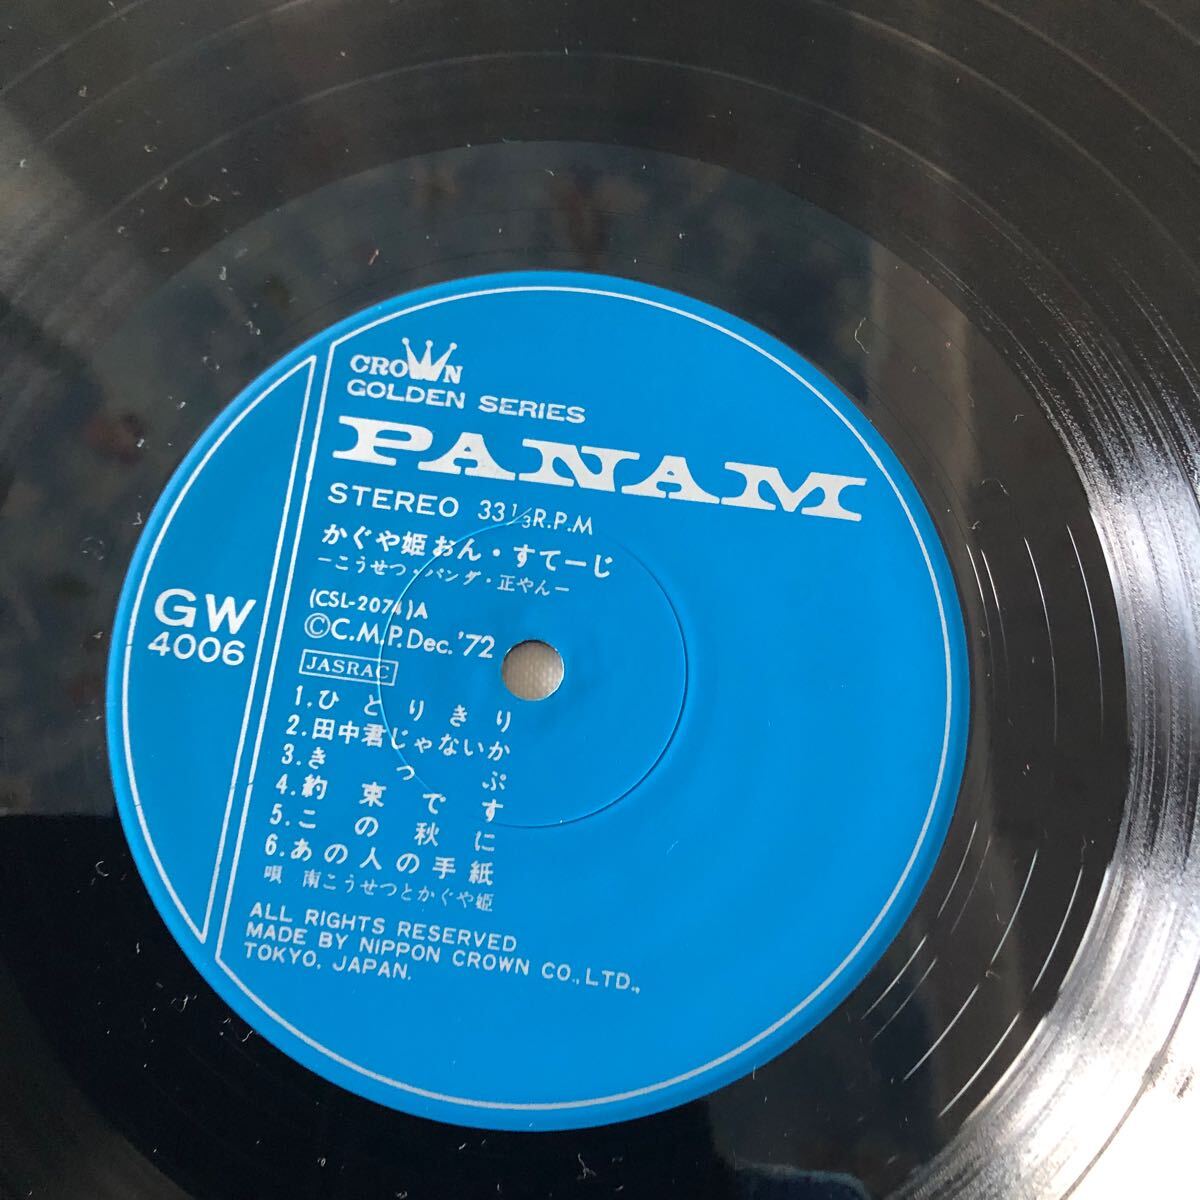 CROWN
GOLDEN SERIES
PANAM
STEREO 33 1/3 R.P.M
かぐや姫おん・すてーじ
ーこうせつ・パンダ・正やんー
(CSL-2074)A
©C.M.P. Dec.'72
JASRAC
GW
4006
1.ひとりきり
2.田中君じゃないか
3.きっぷ
4.約束です
5.この秋に
6.あの人の手紙
唄 南こうせつとかぐや姫
ALL RIGHTS RESERVED
MADE BY NIPPON CROWN CO.,LTD.,
TOKYO, JAPAN.